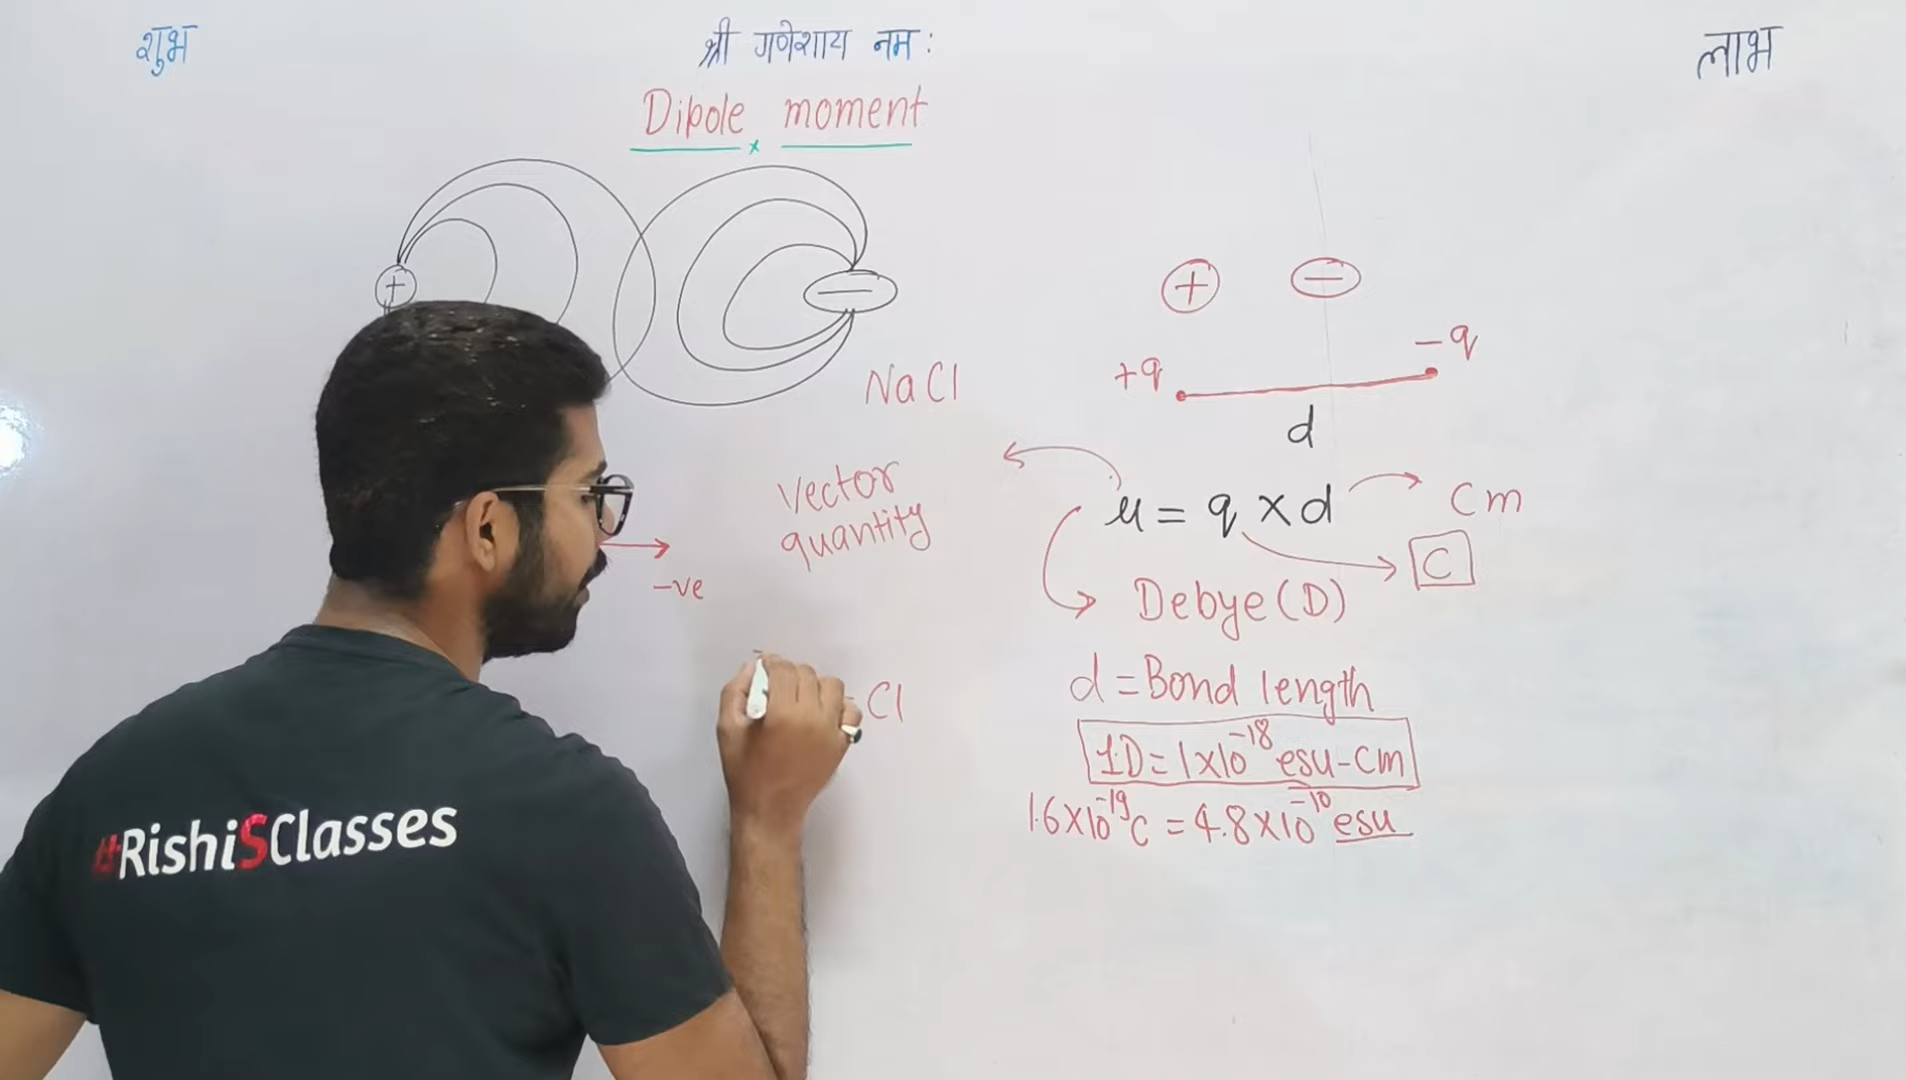 शुभ
श्री गणेशाय नमः
लाभ
Dipole moment
+
−
+
−
+q
−q
NaCl
d
Vector
quantity
μ = q × d
Cm
C
−ve
Debye (D)
d = Bond length
Cl
1D = 1×10⁻¹⁸ esu-cm
1.6×10⁻¹⁹C = 4.8×10⁻¹⁰ esu
#RishiSClasses